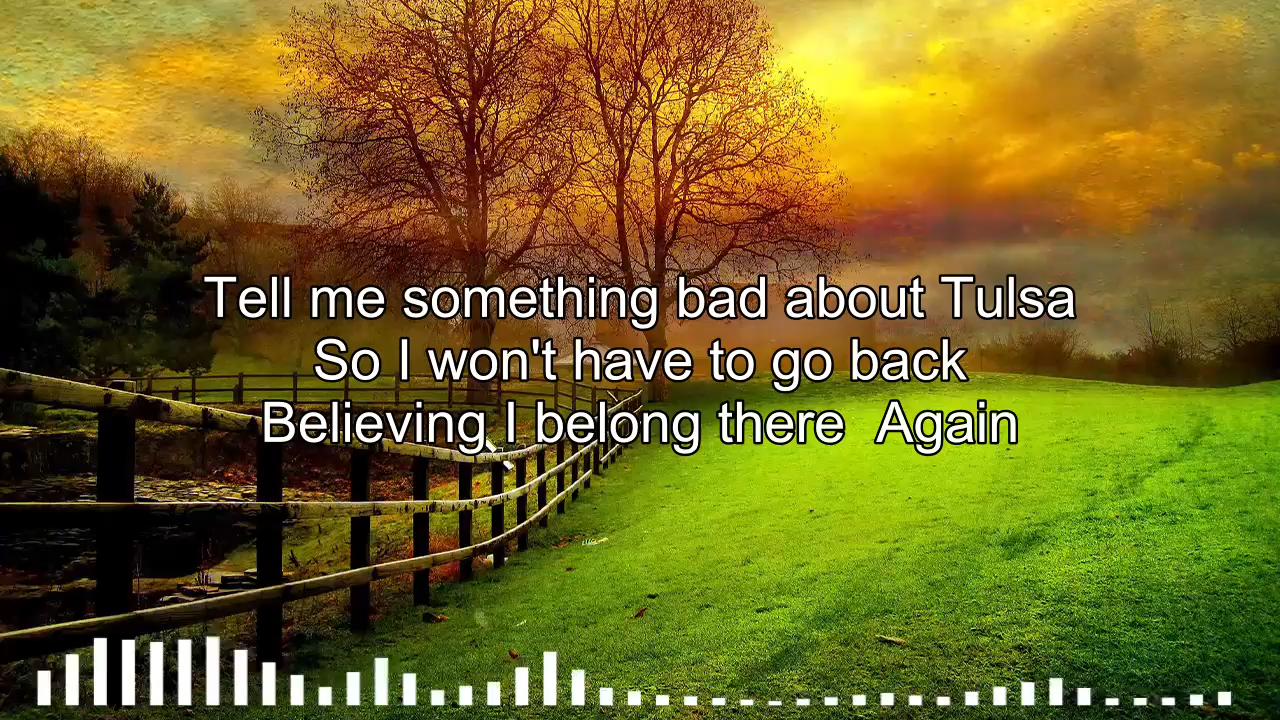 Tell me something bad about Tulsa
So I won't have to go back
Believing I belong there  Again